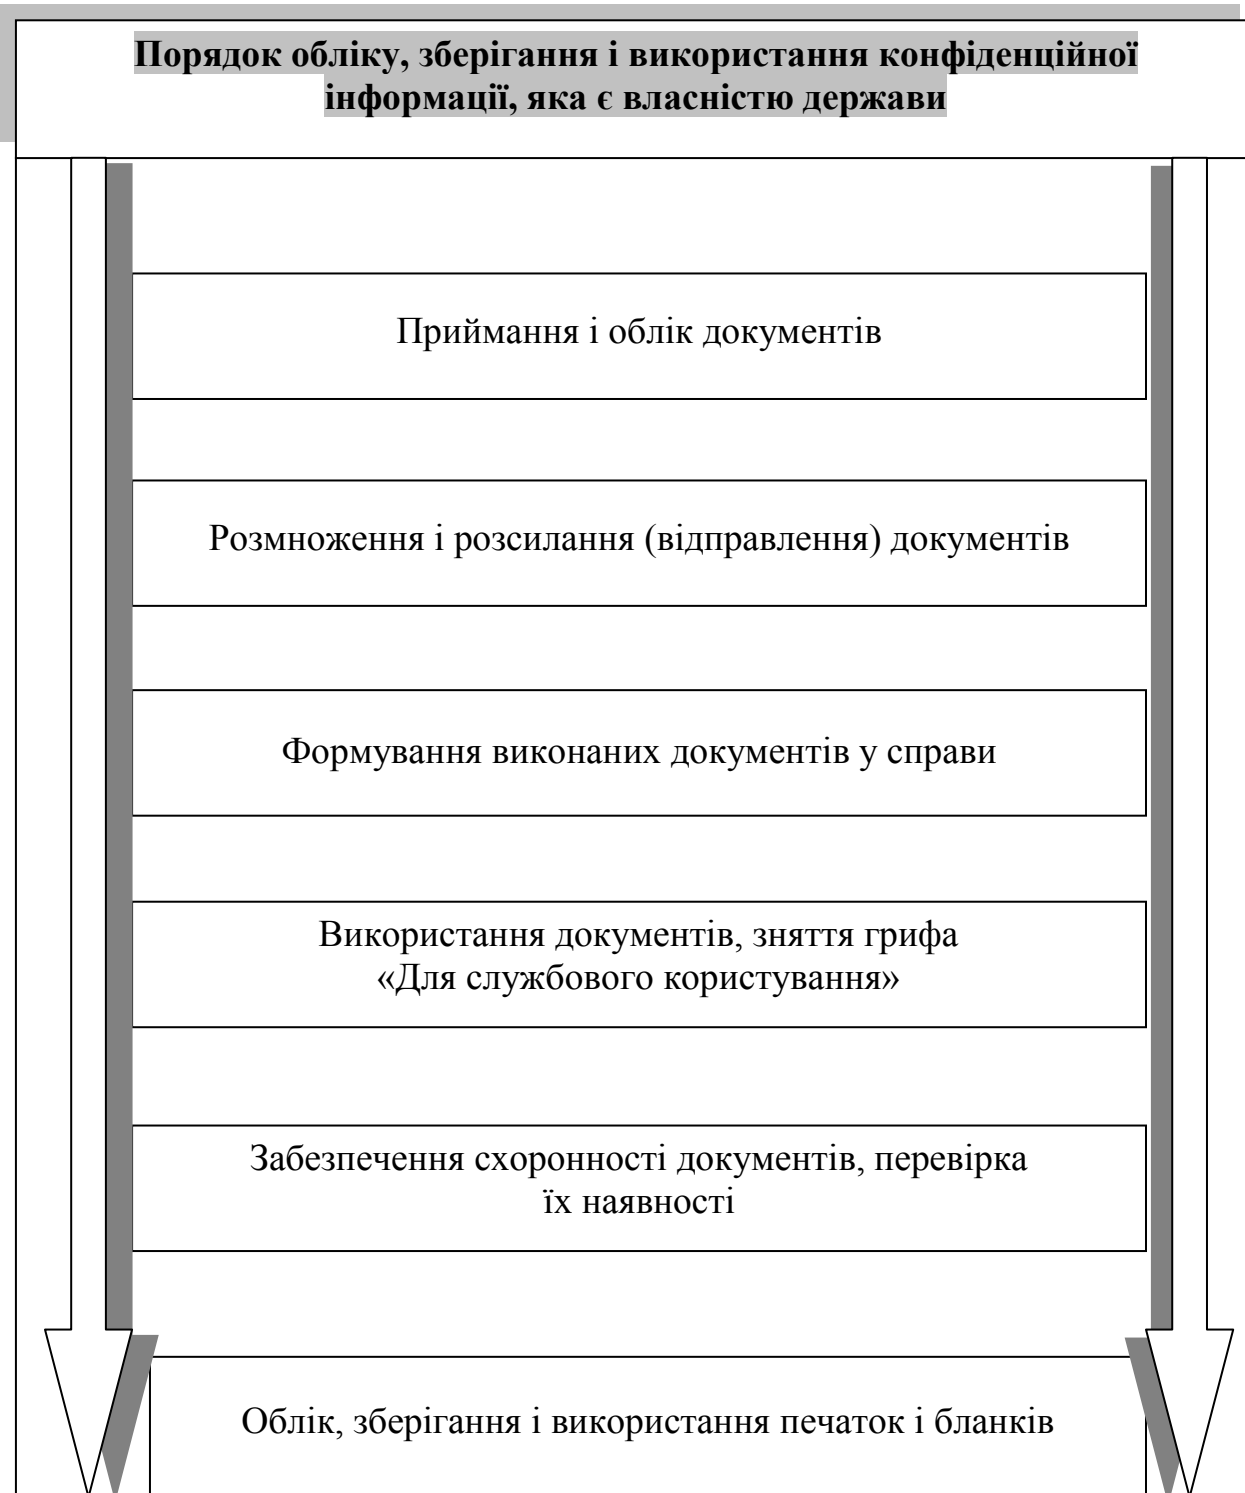 Порядок обліку, зберігання і використання конфіденційної
інформації, яка є власністю держави
Приймання і облік документів
Розмноження і розсилання (відправлення) документів
Формування виконаних документів у справи
Використання документів, зняття грифа
«Для службового користування»
Забезпечення схоронності документів, перевірка
їх наявності
Облік, зберігання і використання печаток і бланків